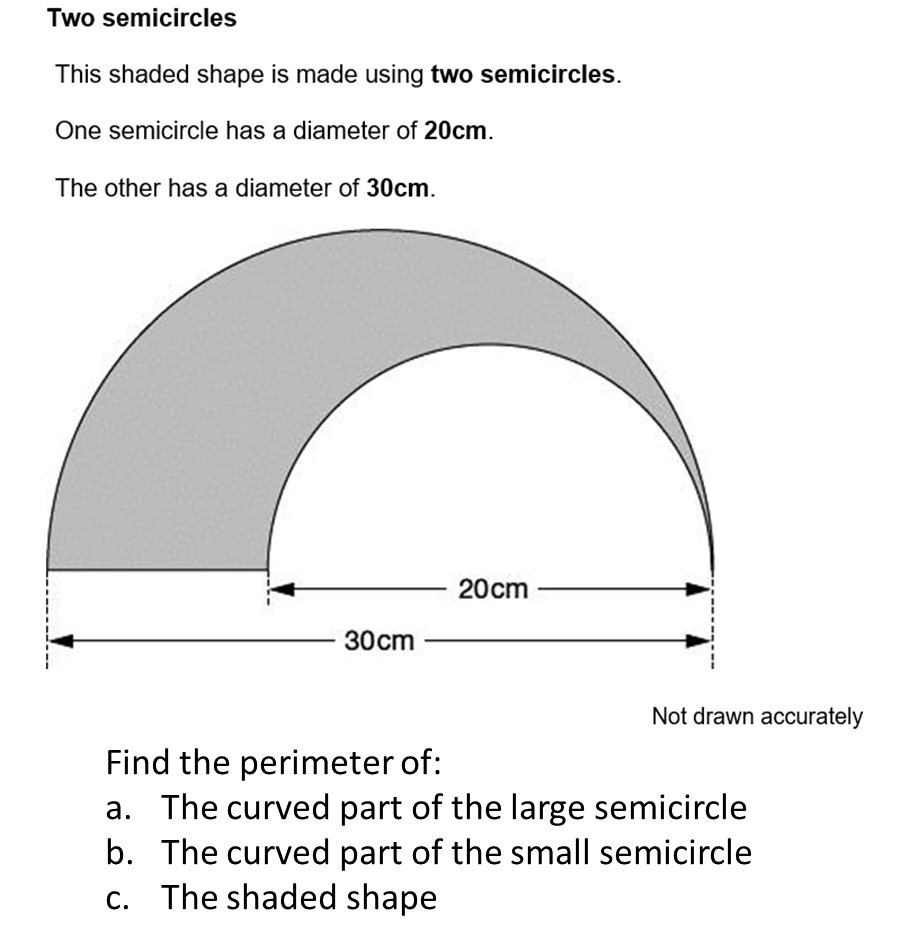 Two semicircles
This shaded shape is made using two semicircles.
One semicircle has a diameter of 20cm.
The other has a diameter of 30cm.
20cm
30cm
Not drawn accurately
Find the perimeter of:
a. The curved part of the large semicircle
b. The curved part of the small semicircle
c. The shaded shape